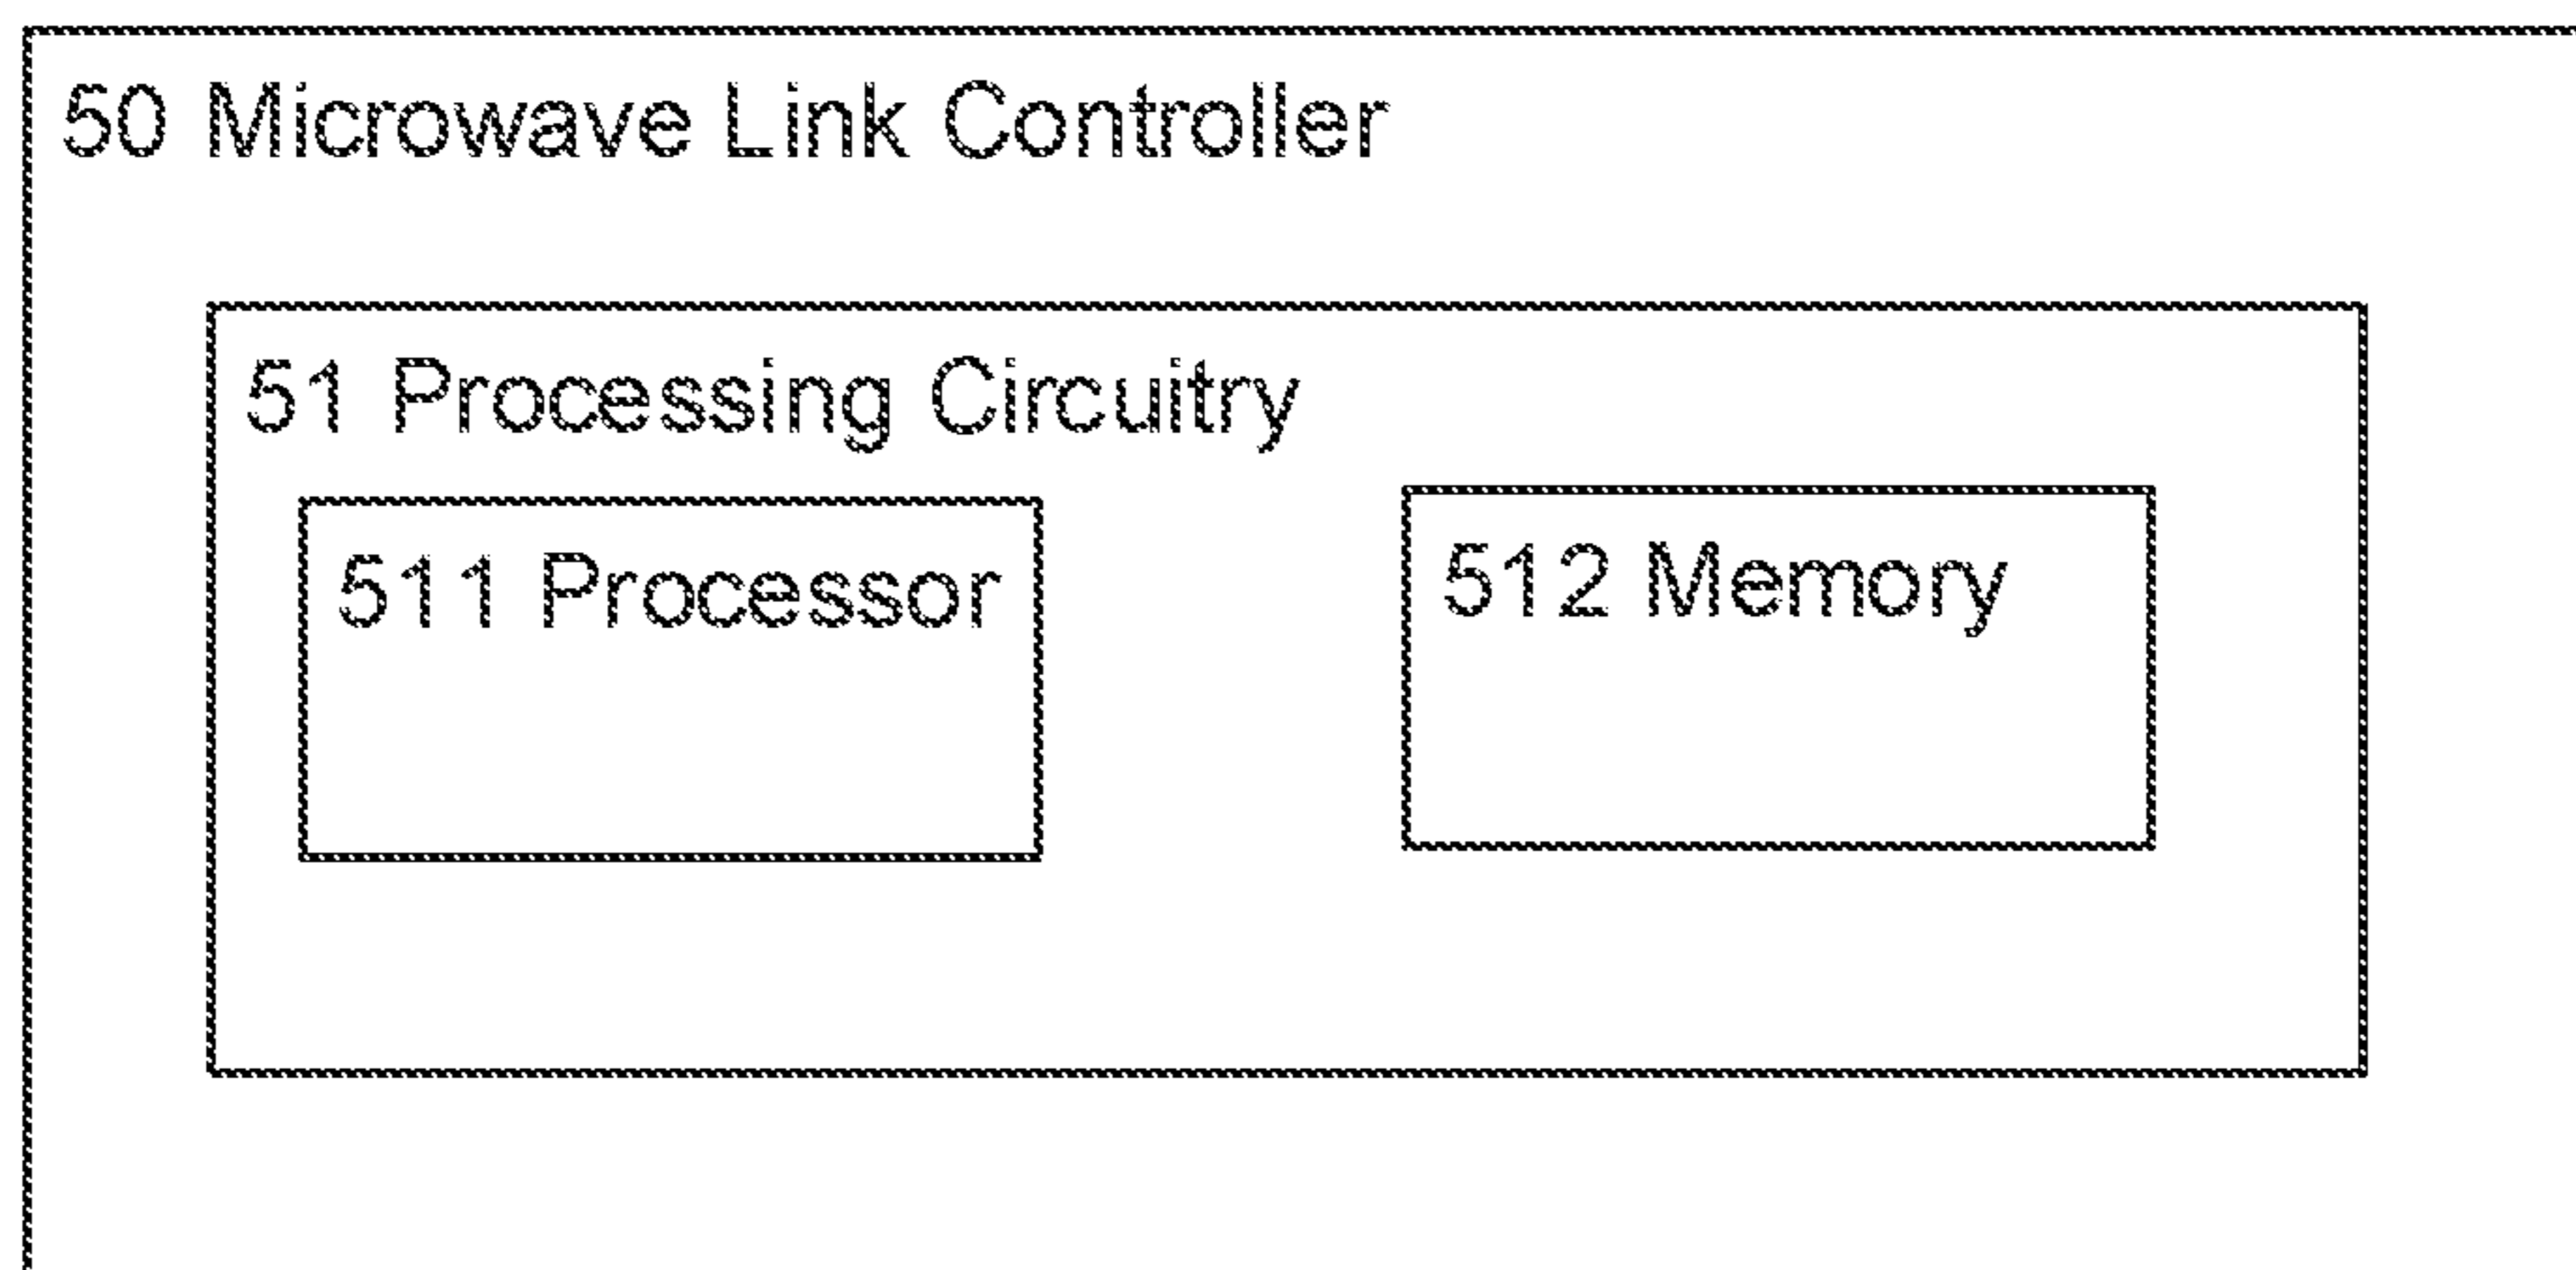 50 Microwave Link Controller
51 Processing Circuitry
511 Processor
512 Memory